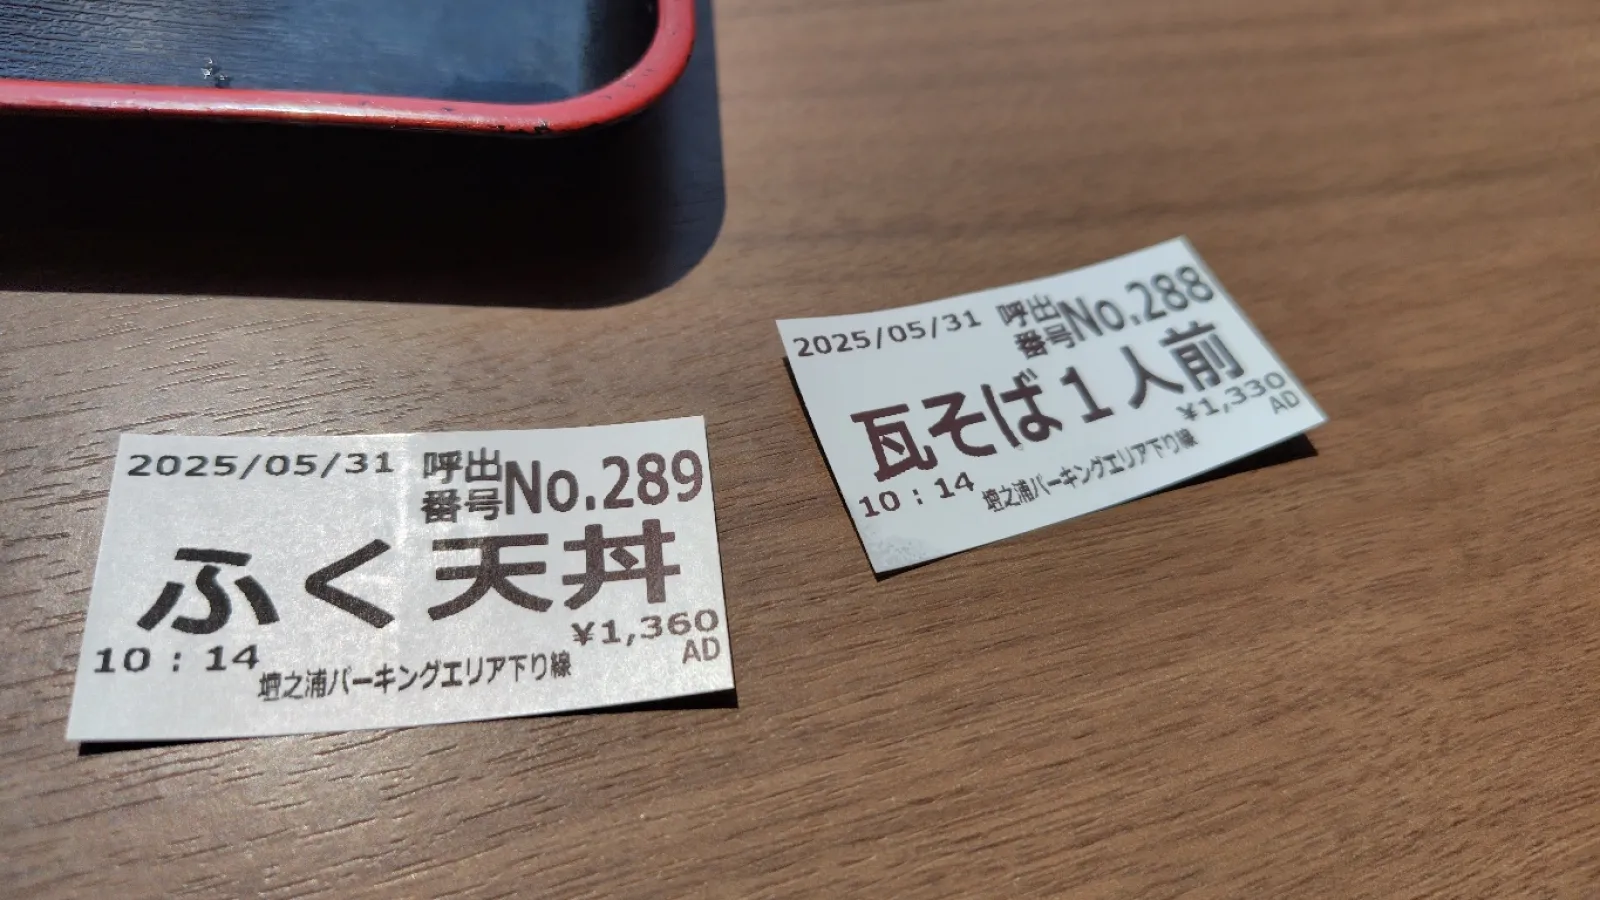 2025/05/31 呼出番号No.289
ふく天丼
¥1,360
10：14 壇之浦パーキングエリア下り線 AD
2025/05/31 呼出番号No.288
瓦そば１人前
¥1,330
10：14 壇之浦パーキングエリア下り線 AD